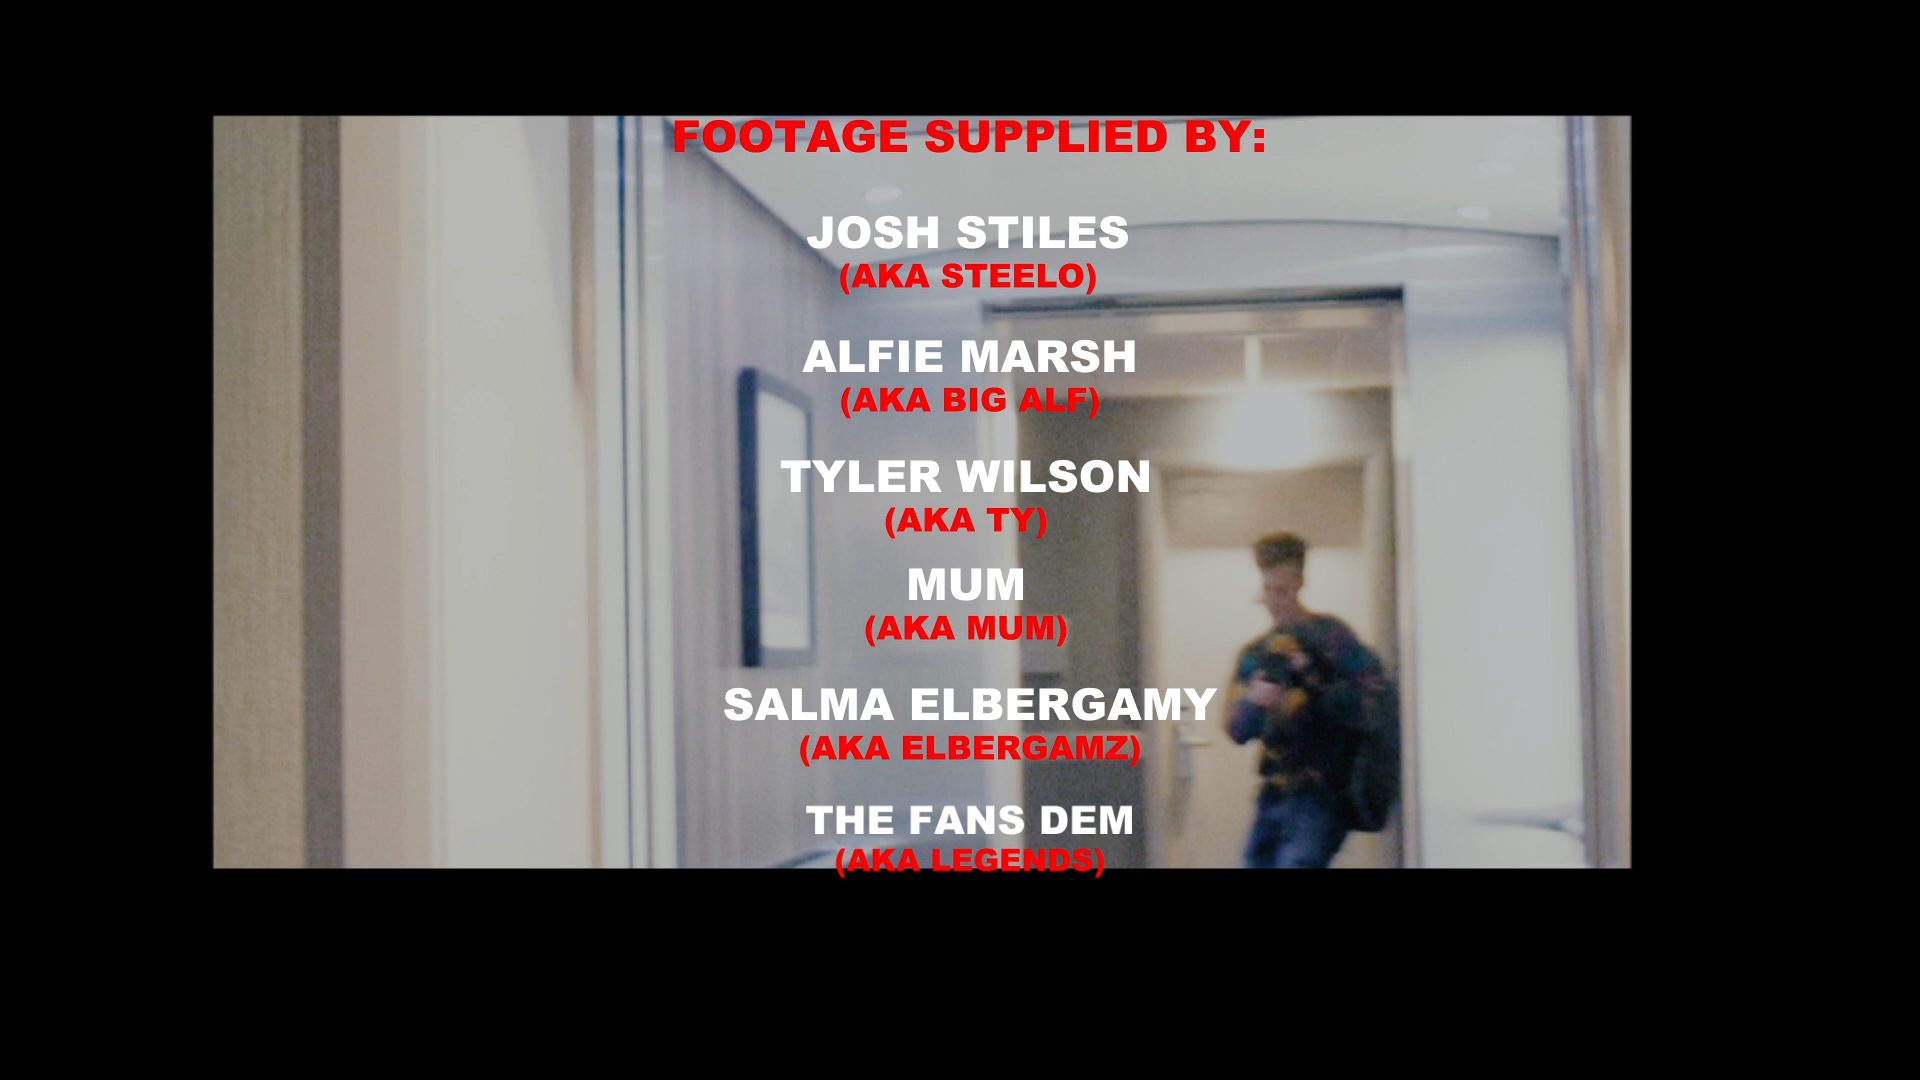 FOOTAGE SUPPLIED BY:
JOSH STILES
(AKA STEELO)
ALFIE MARSH
(AKA BIG ALF)
TYLER WILSON
(AKA TY)
MUM
(AKA MUM)
SALMA ELBERGAMY
(AKA ELBERGAMZ)
THE FANS DEM
(AKA LEGENDS)